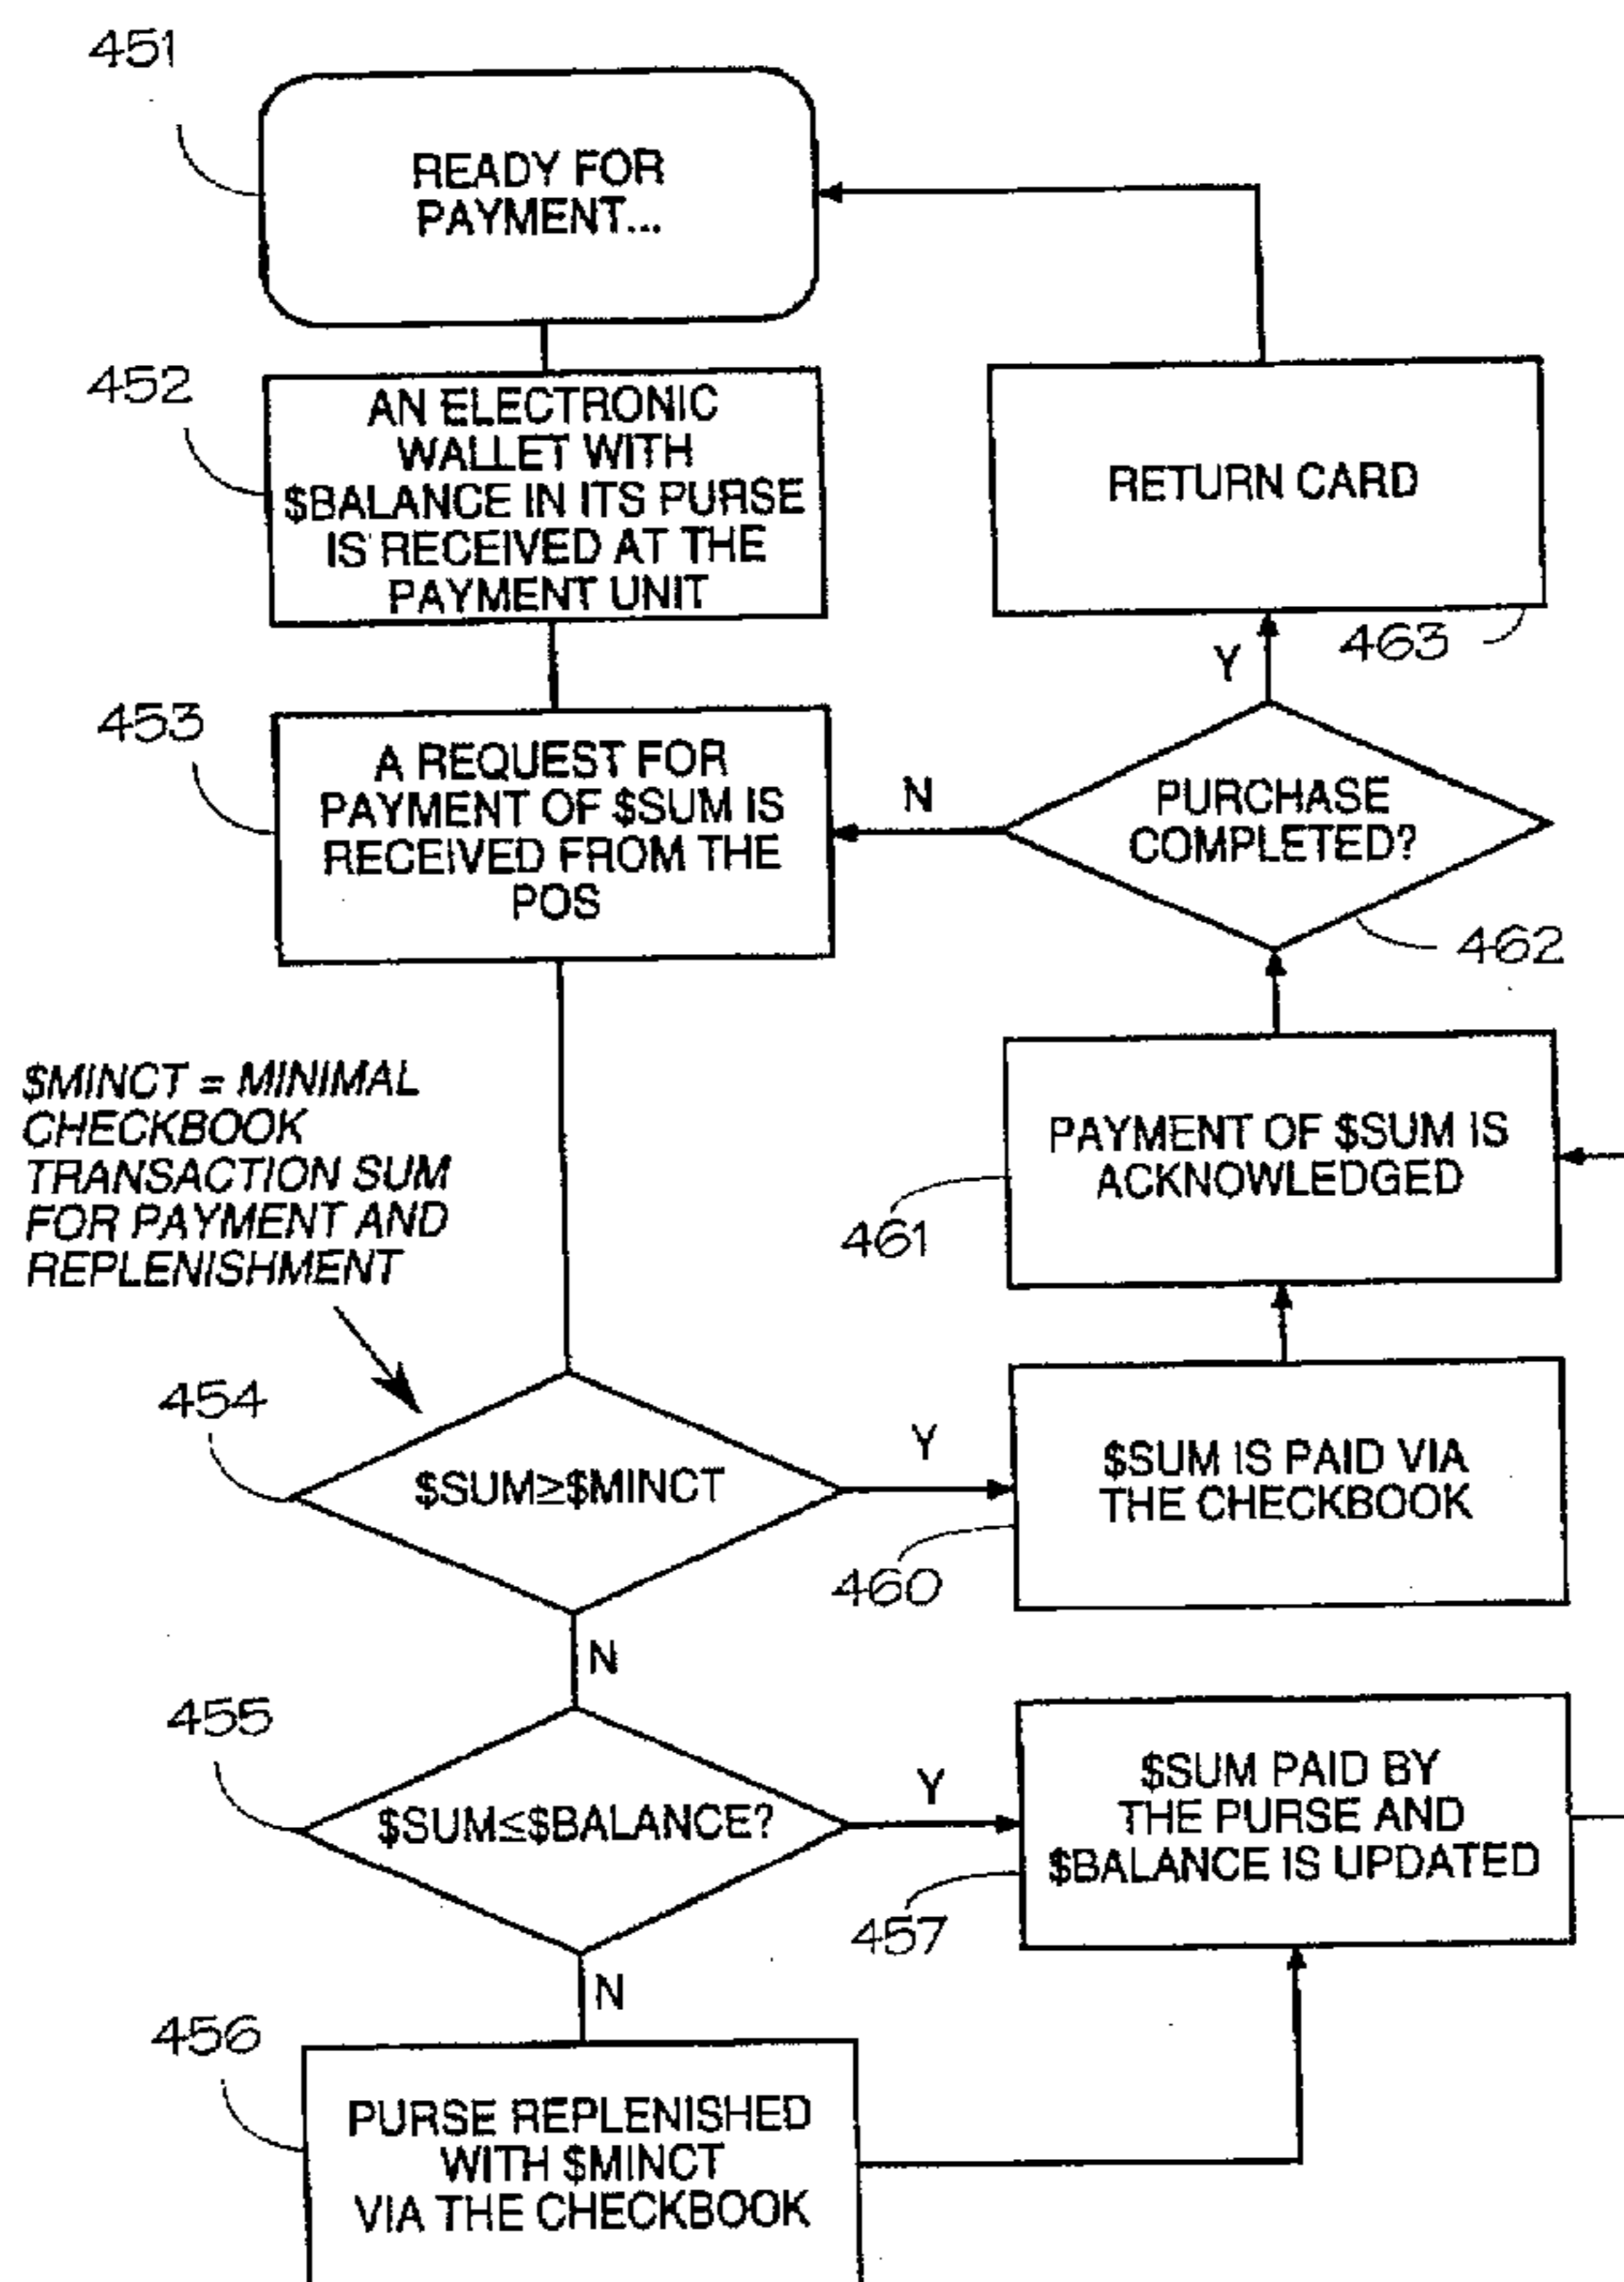 451
READY FOR
PAYMENT...
452
AN ELECTRONIC
WALLET WITH
$BALANCE IN ITS PURSE
IS RECEIVED AT THE
PAYMENT UNIT
RETURN CARD
463
Y
453
A REQUEST FOR
PAYMENT OF $SUM IS
RECEIVED FROM THE
POS
N
PURCHASE
COMPLETED?
462
$MINCT = MINIMAL
CHECKBOOK
TRANSACTION SUM
FOR PAYMENT AND
REPLENISHMENT
PAYMENT OF $SUM IS
ACKNOWLEDGED
461
454
$SUM≥$MINCT
Y
$SUM IS PAID VIA
THE CHECKBOOK
460
N
455
$SUM≤$BALANCE?
Y
$SUM PAID BY
THE PURSE AND
$BALANCE IS UPDATED
457
N
456
PURSE REPLENISHED
WITH $MINCT
VIA THE CHECKBOOK